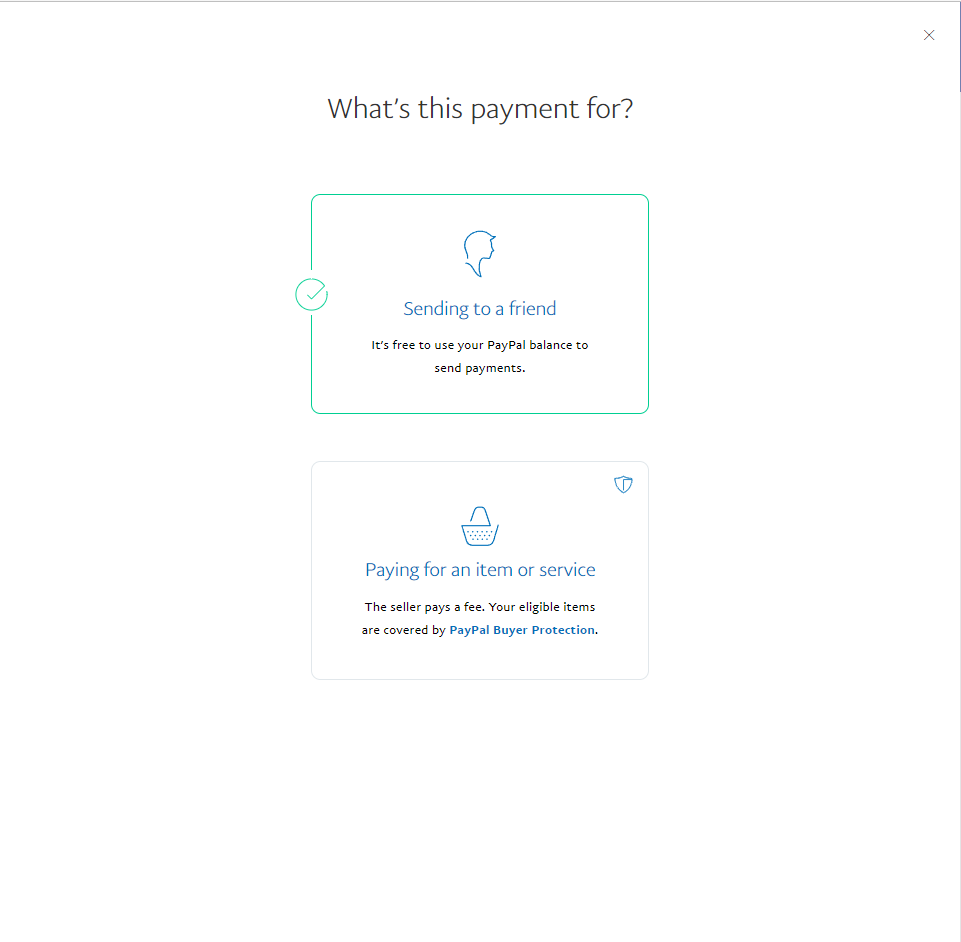 What's this payment for?
Sending to a friend
It's free to use your PayPal balance to
send payments.
Paying for an item or service
The seller pays a fee. Your eligible items
are covered by PayPal Buyer Protection.